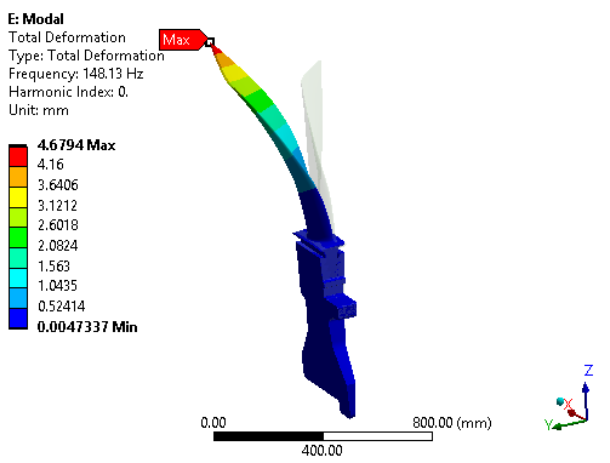 E: Modal
Total Deformation
Type: Total Deformation
Frequency: 148.13 Hz
Harmonic Index: 0.
Unit: mm
4.6794 Max
4.16
3.6406
3.1212
2.6018
2.0824
1.563
1.0435
0.52414
0.0047337 Min
Max
0.00
800.00 (mm)
400.00
Z
X
Y